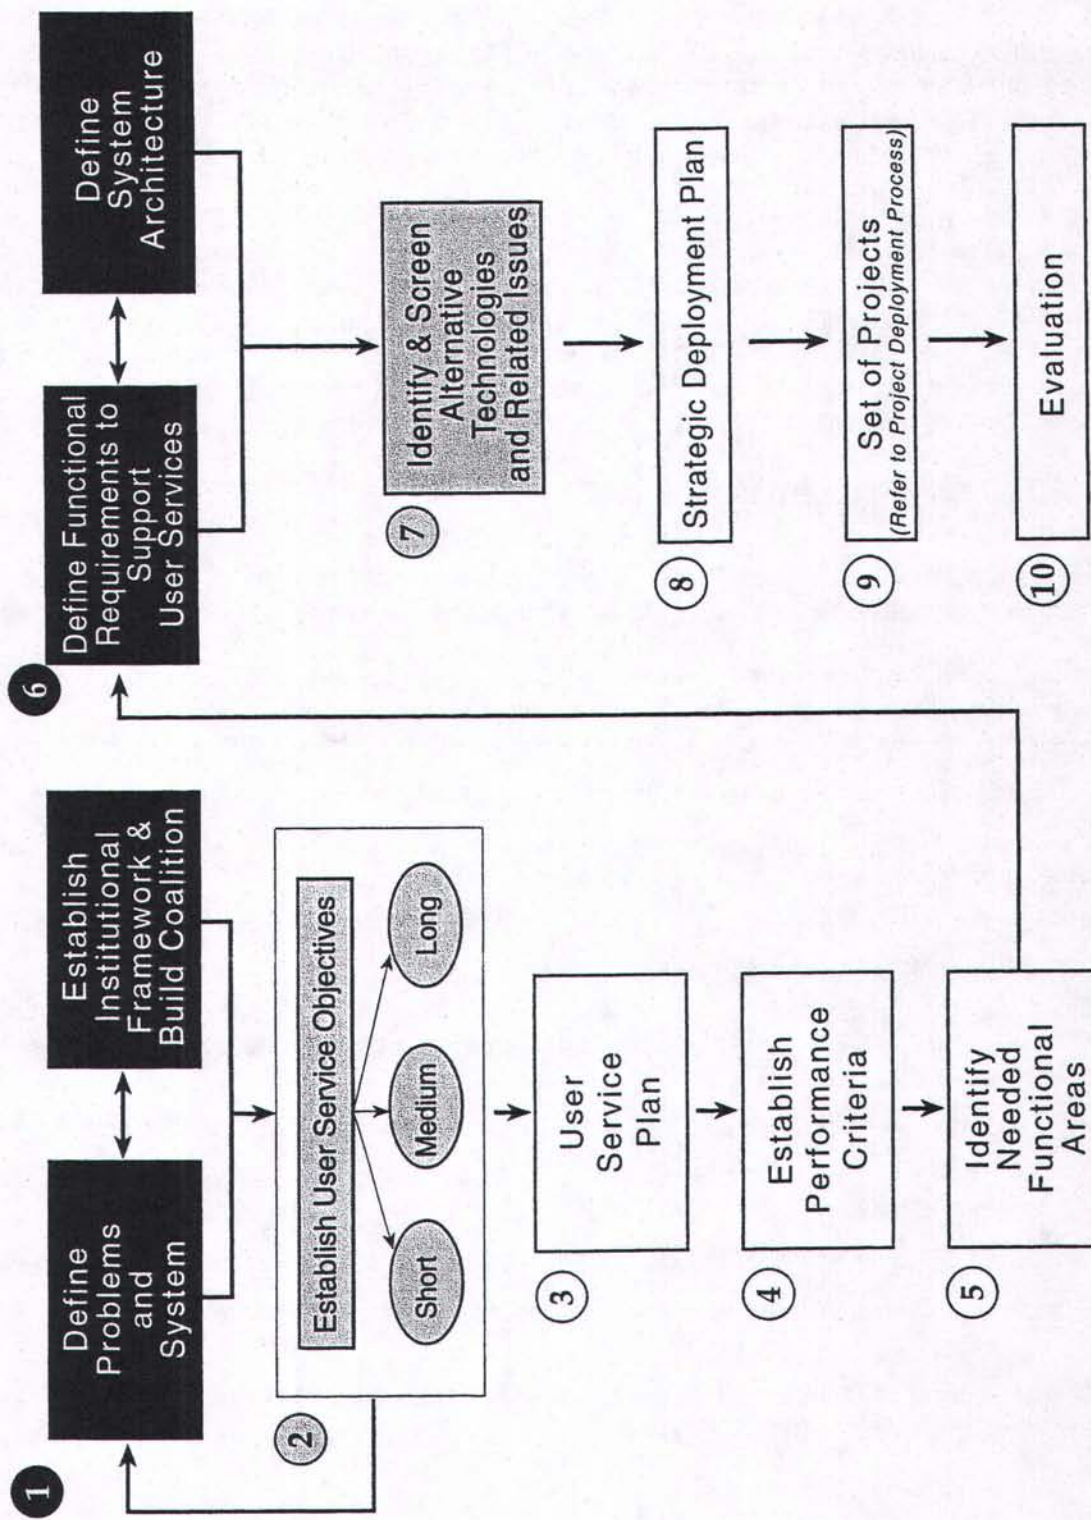 1
Define
Problems
and
System
Establish
Institutional
Framework &
Build Coalition
2
Establish User Service Objectives
Short
Medium
Long
3
User
Service
Plan
4
Establish
Performance
Criteria
5
Identify
Needed
Functional
Areas
6
Define Functional
Requirements to
Support
User Services
Define
System
Architecture
7
Identify & Screen
Alternative
Technologies
and Related Issues
8
Strategic Deployment Plan
9
Set of Projects
(Refer to Project Deployment Process)
10
Evaluation